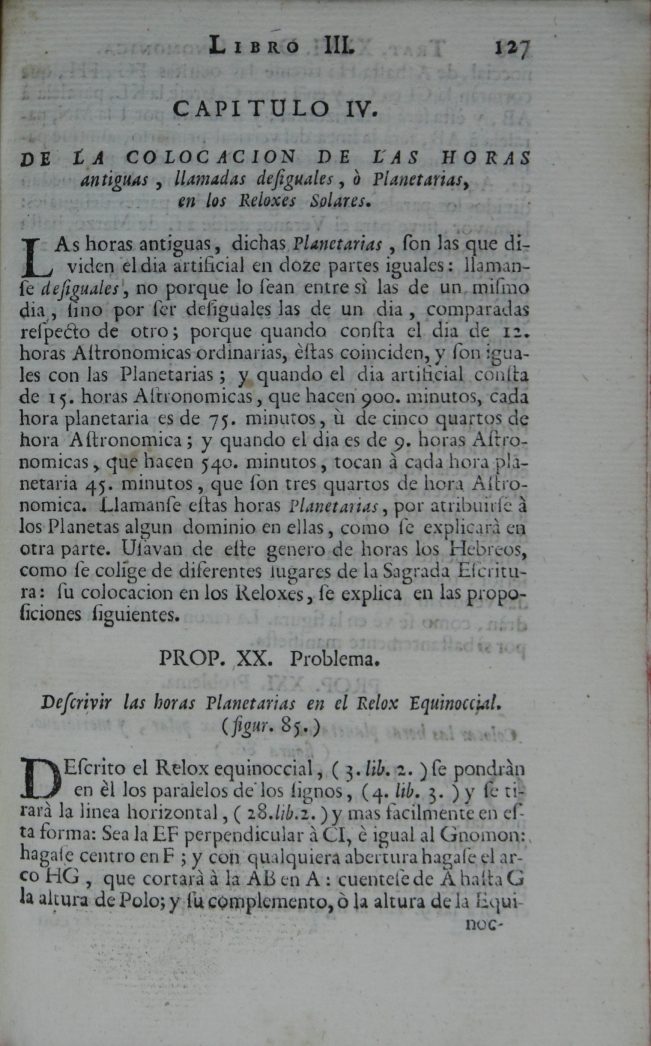 LIBRO III. 127
CAPITULO IV.
DE LA COLOCACION DE LAS HORAS
antiguas, llamadas deſiguales, ò Planetarias,
en los Reloxes Solares.
LAs horas antiguas, dichas Planetarias, ſon las que di-
viden el dia artificial en doze partes iguales: llaman-
ſe deſiguales, no porque lo ſean entre sì las de un miſmo
dia, ſino por ſer deſiguales las de un dia, comparadas
reſpecto de otro; porque quando conſta el dia de 12.
horas Aſtronomicas ordinarias, èſtas coinciden, y ſon igua-
les con las Planetarias; y quando el dia artificial conſta
de 15. horas Aſtronomicas, que hacen 900. minutos, cada
hora planetaria es de 75. minutos, ù de cinco quartos de
hora Aſtronomica; y quando el dia es de 9. horas Aſtro-
nomicas, que hacen 540. minutos, tocan à cada hora pla-
netaria 45. minutos, que ſon tres quartos de hora Aſtro-
nomica. Llamanſe eſtas horas Planetarias, por atribuirſe à
los Planetas algun dominio en ellas, como ſe explicarà en
otra parte. Uſavan de eſte genero de horas los Hebreos,
como ſe colige de diferentes lugares de la Sagrada Eſcritu-
ra: ſu colocacion en los Reloxes, ſe explica en las propo-
ſiciones ſiguientes.
PROP. XX. Problema.
Deſcrivir las horas Planetarias en el Relox Equinoccial.
(figur. 85.)
DEſcrito el Relox equinoccial, (3. lib. 2.) ſe pondràn
en èl los paralelos de los ſignos, (4. lib. 3.) y ſe ti-
rarà la linea horizontal, (28.lib.2.) y mas facilmente en eſ-
ta forma: Sea la EF perpendicular à CI, è igual al Gnomon:
hagaſe centro en F; y con qualquiera abertura hagaſe el ar-
co HG, que cortarà à la AB en A: cuenteſe de A haſta G
la altura de Polo; y ſu complemento, ò la altura de la Equi-
noc-